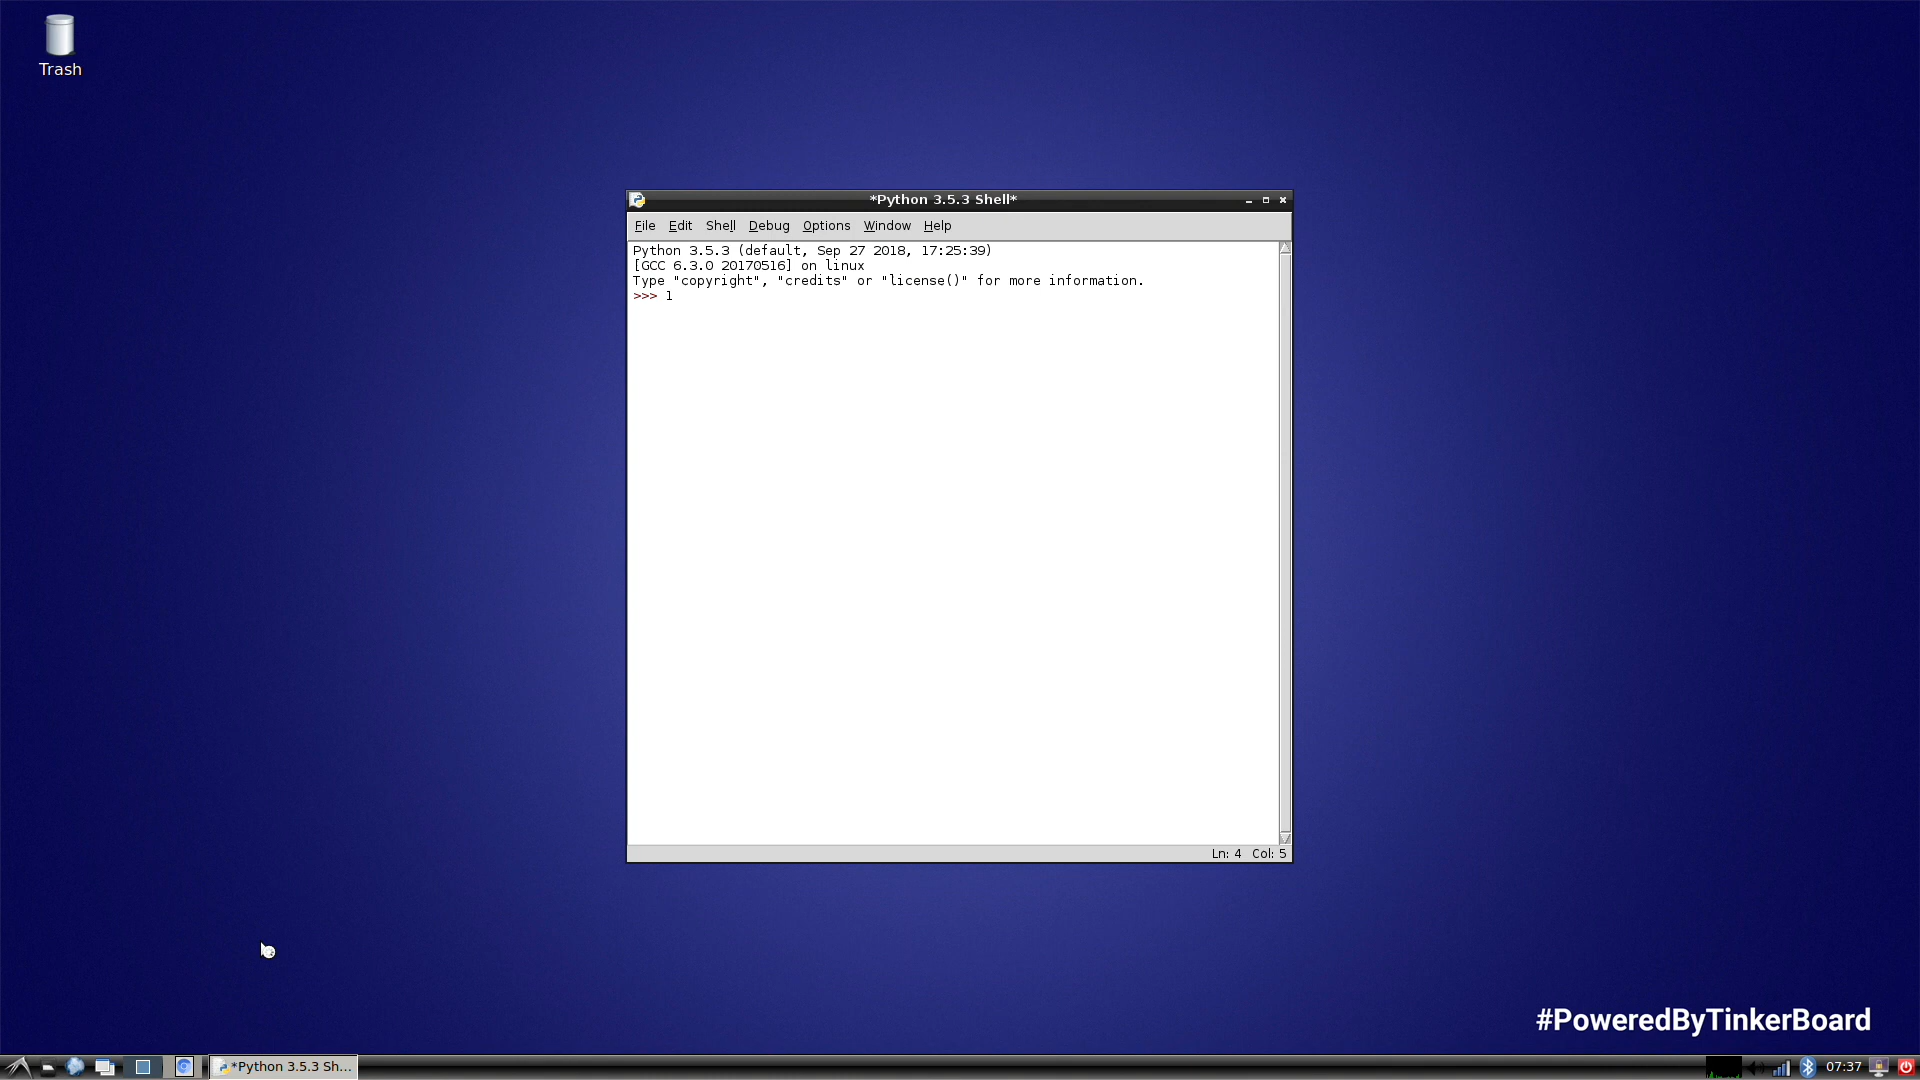 Trash
*Python 3.5.3 Shell*
File Edit Shell Debug Options Window Help
Python 3.5.3 (default, Sep 27 2018, 17:25:39)
[GCC 6.3.0 20170516] on linux
Type "copyright", "credits" or "license()" for more information.
>>> l
Ln: 4 Col: 5
#PoweredByTinkerBoard
*Python 3.5.3 Sh...
07:37